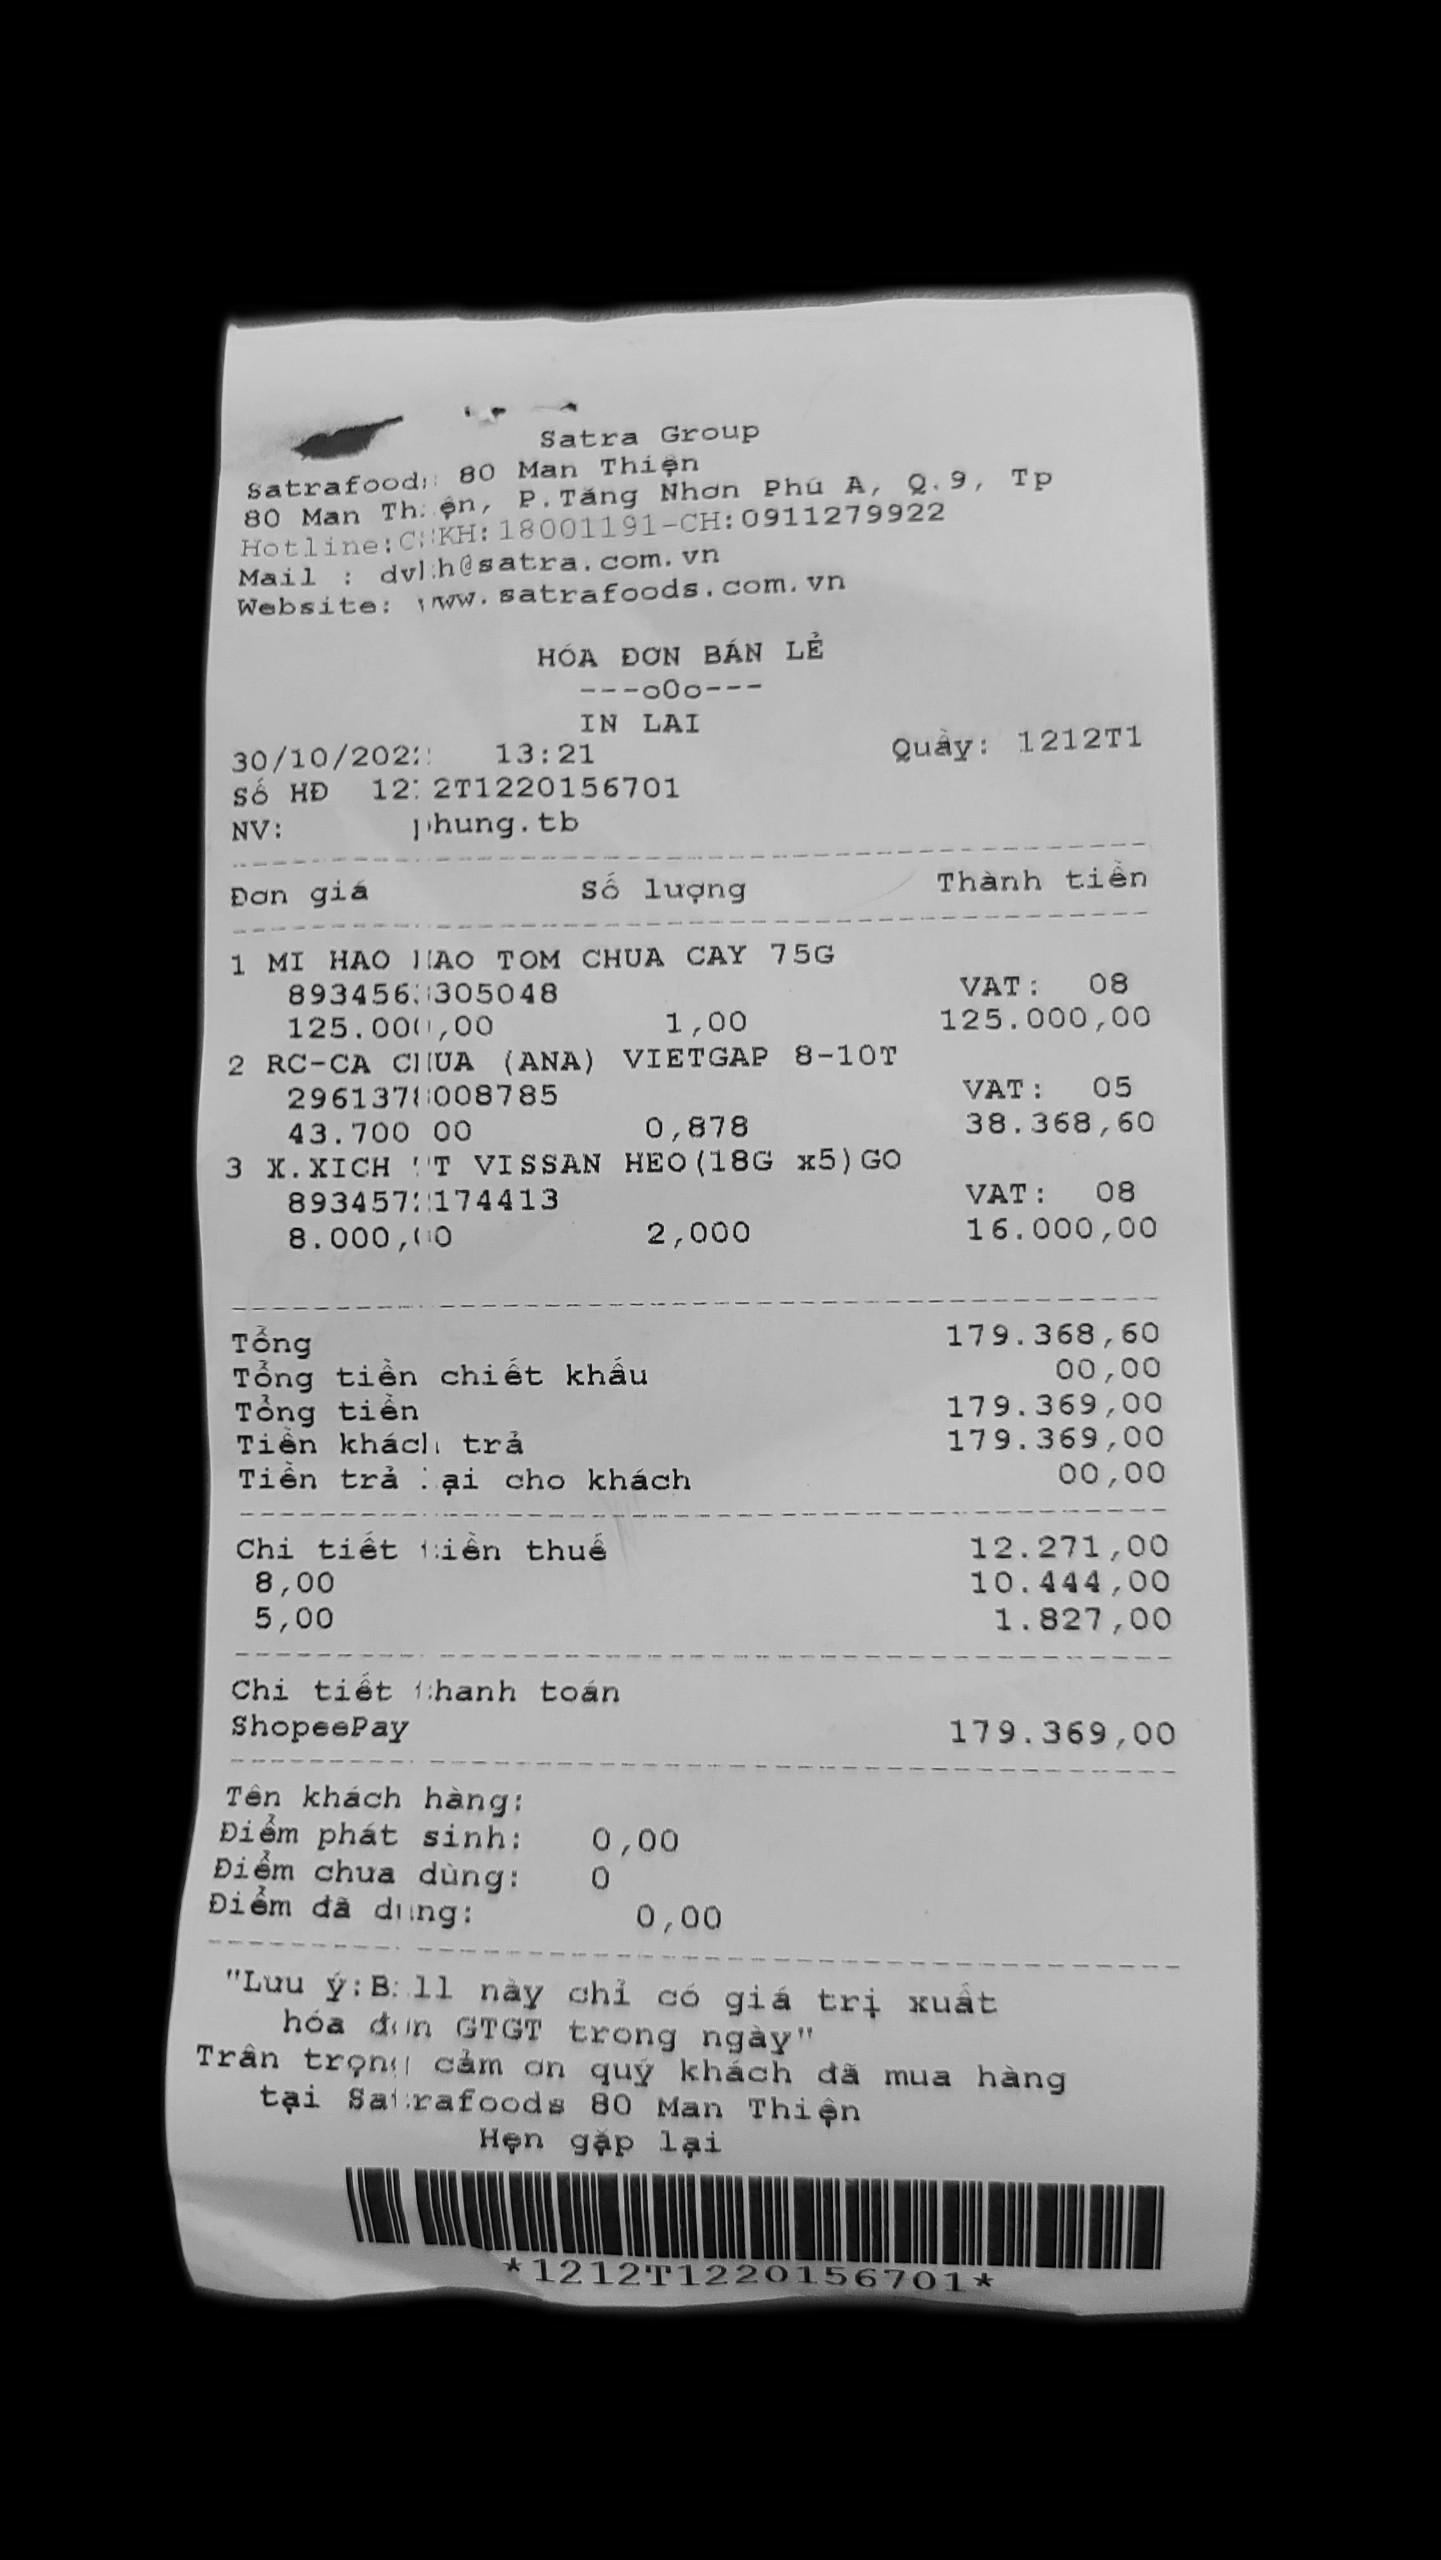 Satra Group
Satrafoods 80 Man Thiện
80 Man Thiện, P.Tăng Nhơn Phú A, Q.9, Tp
Hotline:CSKH:18001191-CH:0911279922
Mail : dvkh@satra.com.vn
Website: www.satrafoods.com.vn
HÓA ĐƠN BÁN LẺ
---oOo---
IN LAI
30/10/2022 13:21 Quầy: 1212T1
Số HĐ 1212T1220156701
NV: phung.tb
Đơn giá Số lượng Thành tiền
1 MI HAO HAO TOM CHUA CAY 75G
8934563305048 VAT: 08
125.000,00 1,00 125.000,00
2 RC-CA CHUA (ANA) VIETGAP 8-10T
2961378008785 VAT: 05
43.700 00 0,878 38.368,60
3 X.XICH VISSAN HEO(18G x5)GO
8934572174413 VAT: 08
8.000,00 2,000 16.000,00
Tổng 179.368,60
Tổng tiền chiết khấu 00,00
Tổng tiền 179.369,00
Tiền khách trả 179.369,00
Tiền trả lại cho khách 00,00
Chi tiết tiền thuế 12.271,00
8,00 10.444,00
5,00 1.827,00
Chi tiết thanh toán
ShopeePay 179.369,00
Tên khách hàng:
Điểm phát sinh: 0,00
Điểm chưa dùng: 0
Điểm đã dùng: 0,00
"Lưu ý:Bill này chỉ có giá trị xuất
hóa đơn GTGT trong ngày"
Trân trọng cảm ơn quý khách đã mua hàng
tại Satrafoods 80 Man Thiện
Hẹn gặp lại
*1212T1220156701*